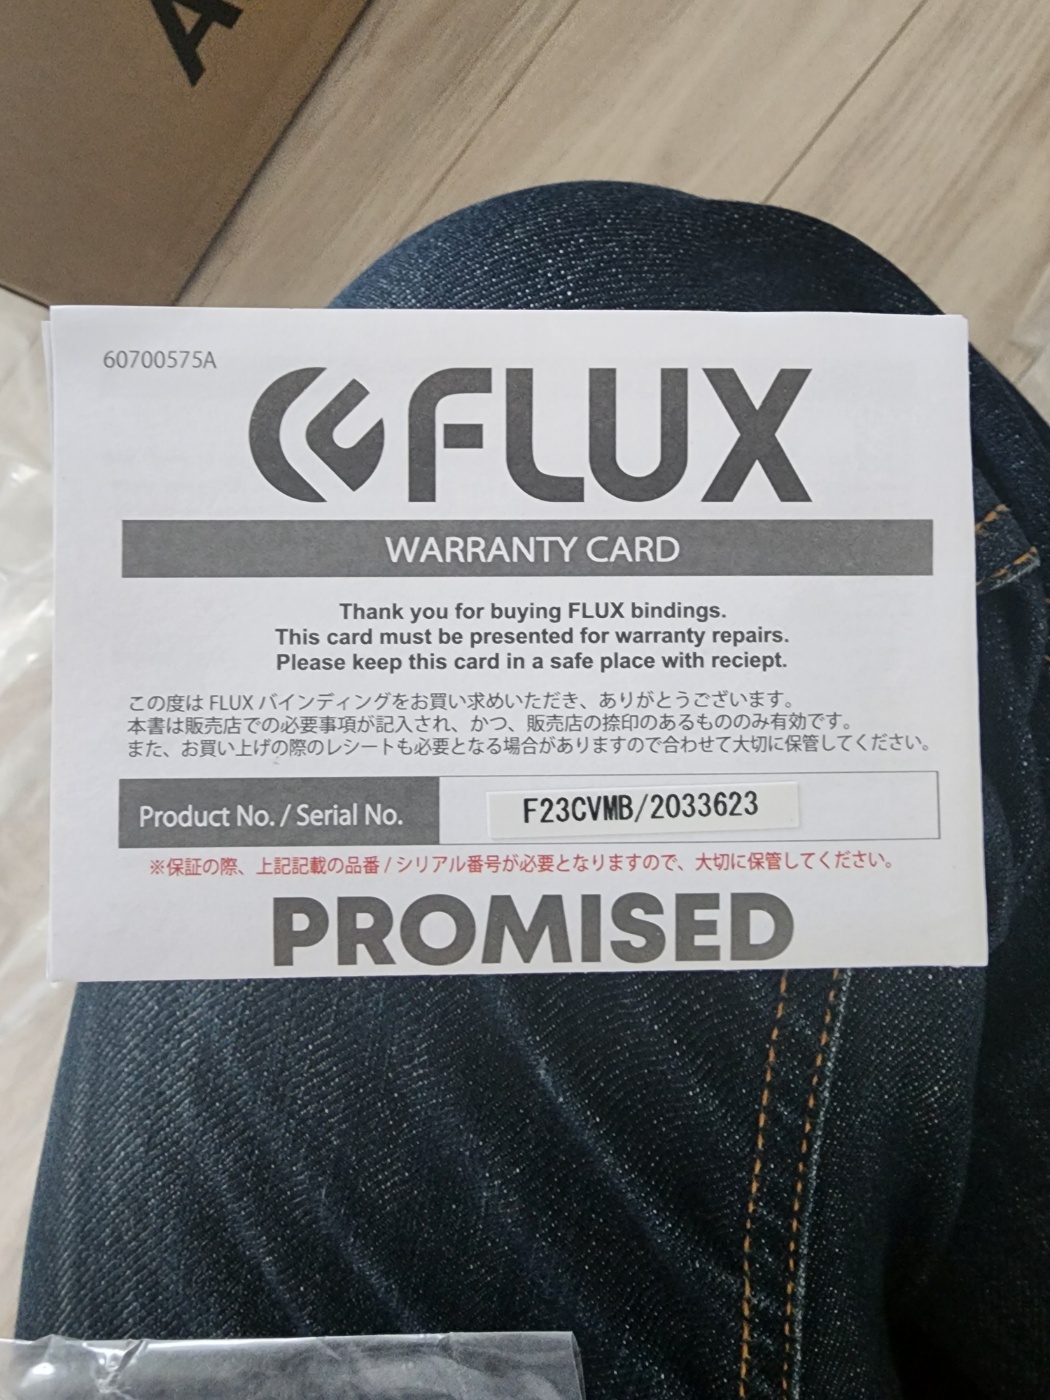 A
60700575A
FLUX
WARRANTY CARD
Thank you for buying FLUX bindings.
This card must be presented for warranty repairs.
Please keep this card in a safe place with reciept.
この度は FLUX バインディングをお買い求めいただき、ありがとうございます。
本書は販売店での必要事項が記入され、かつ、販売店の捺印のあるもののみ有効です。
また、お買い上げの際のレシートも必要となる場合がありますので合わせて大切に保管してください。
Product No. / Serial No. F23CVMB/2033623
※保証の際、上記記載の品番 / シリアル番号が必要となりますので、大切に保管してください。
PROMISED